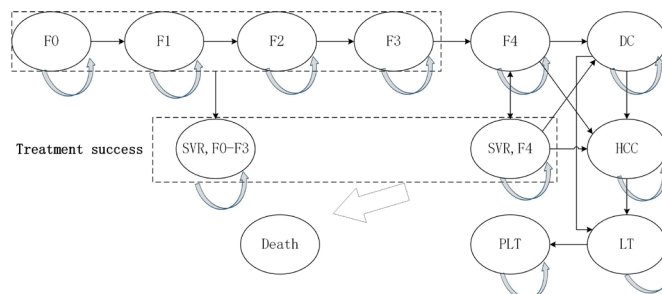 F0 F1 F2 F3 F4 DC
Treatment success SVR,F0-F3 SVR,F4 HCC
Death PLT LT